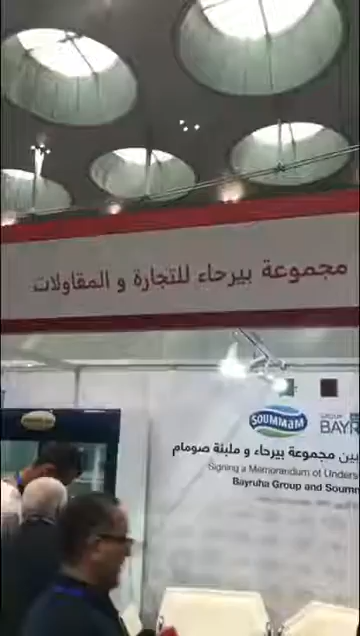 مجموعة بيرحاء للتجارة و المقاولات
SOUMMAM
GROUP
BAYR
بين مجموعة بيرحاء و ملبنة صومام
Signing a Memorandum of Unders
Bayruha Group and Soumm